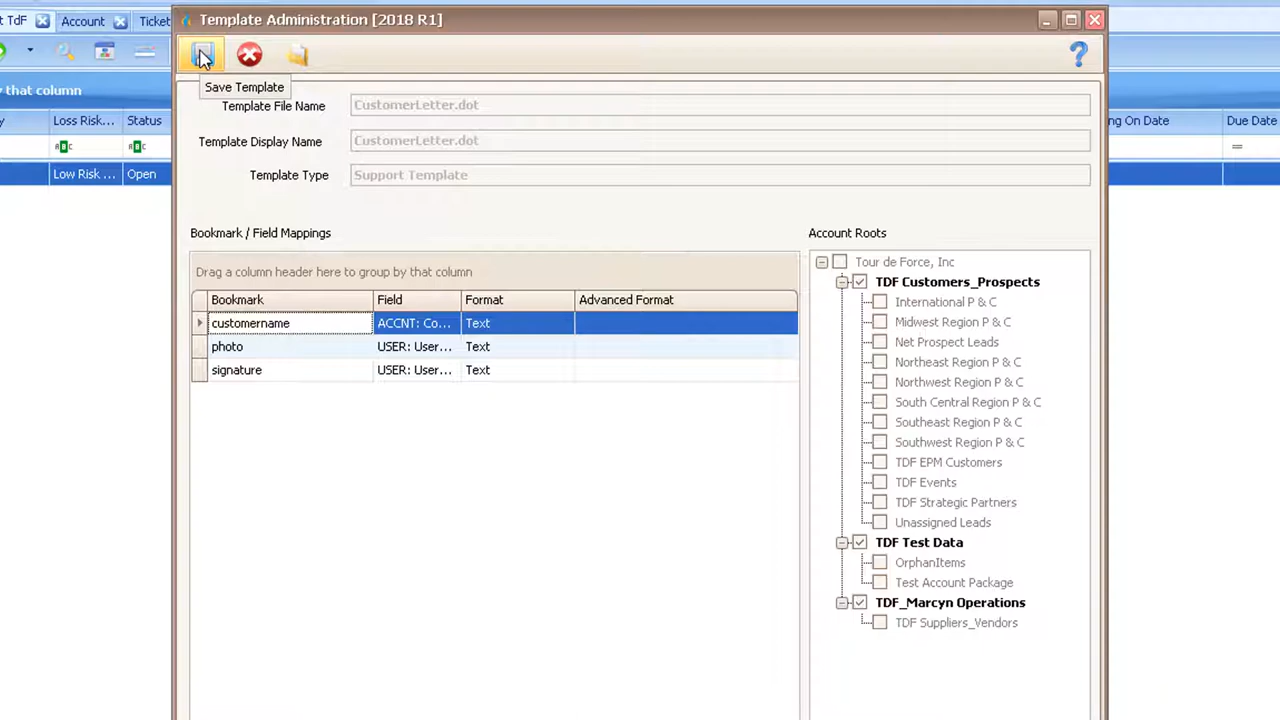 t TdF
Account
Ticket
Template Administration [2018 R1]
Save Template
that column
Loss Risk...
Status
ng On Date
Due Date
Low Risk ...
Open
Template File Name
CustomerLetter.dot
Template Display Name
CustomerLetter.dot
Template Type
Support Template
Bookmark / Field Mappings
Account Roots
Drag a column header here to group by that column
Bookmark Field Format Advanced Format
customername ACCNT: Co... Text
photo USER: User... Text
signature USER: User... Text
Tour de Force, Inc
TDF Customers_Prospects
International P & C
Midwest Region P & C
Net Prospect Leads
Northeast Region P & C
Northwest Region P & C
South Central Region P & C
Southeast Region P & C
Southwest Region P & C
TDF EPM Customers
TDF Events
TDF Strategic Partners
Unassigned Leads
TDF Test Data
OrphanItems
Test Account Package
TDF_Marcyn Operations
TDF Suppliers_Vendors